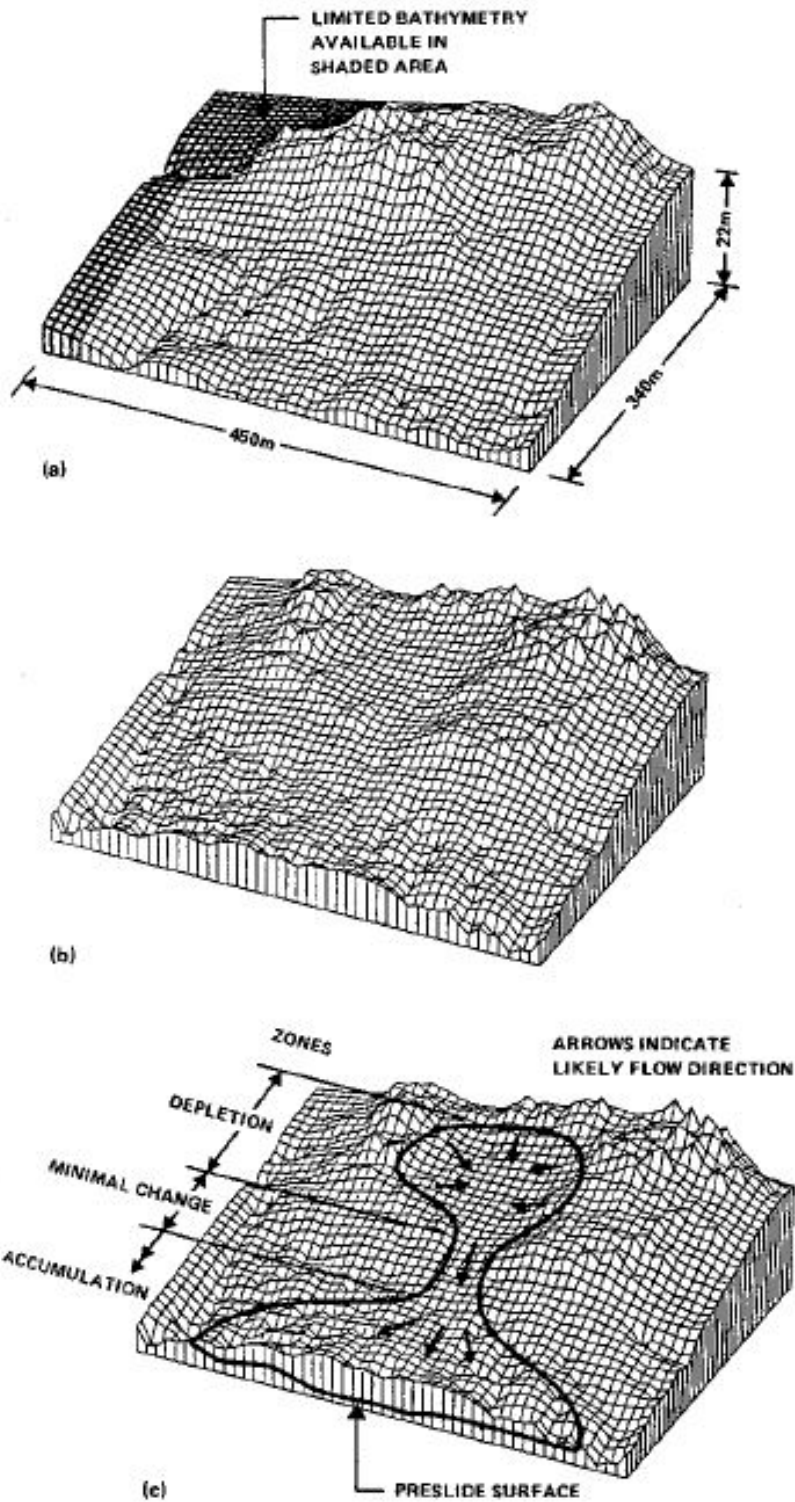 LIMITED BATHYMETRY
AVAILABLE IN
SHADED AREA
22m
340m
450m
(a)
(b)
ZONES
ARROWS INDICATE
LIKELY FLOW DIRECTION
DEPLETION
MINIMAL CHANGE
ACCUMULATION
(c)
PRESLIDE SURFACE